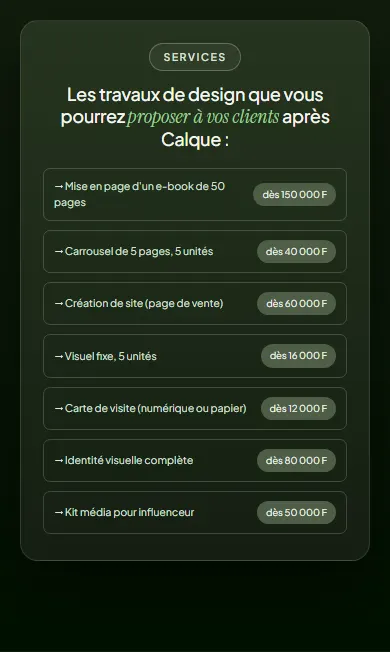 SERVICES
Les travaux de design que vous
pourrez proposer à vos clients après
Calque :
→ Mise en page d'un e-book de 50
pages
dès 150 000 F
→ Carrousel de 5 pages, 5 unités
dès 40 000 F
→ Création de site (page de vente)
dès 60 000 F
→ Visuel fixe, 5 unités
dès 16 000 F
→ Carte de visite (numérique ou papier)
dès 12 000 F
→ Identité visuelle complète
dès 80 000 F
→ Kit média pour influenceur
dès 50 000 F